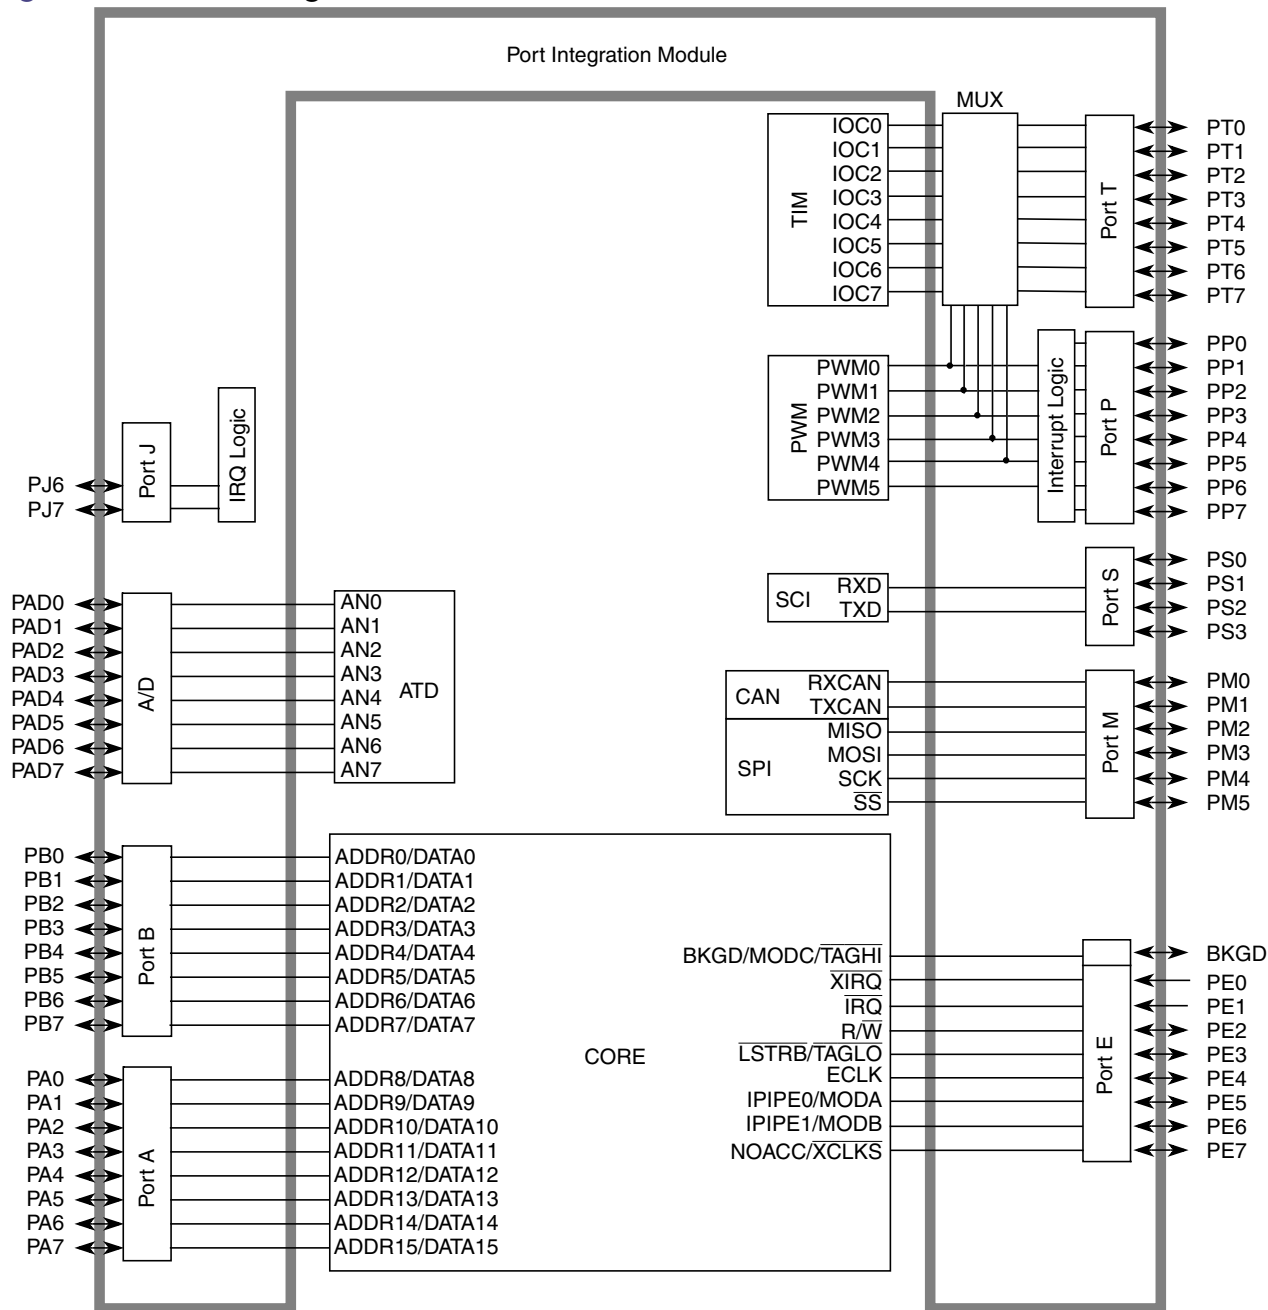 Port Integration Module
MUX
TIM
IOC0
IOC1
IOC2
IOC3
IOC4
IOC5
IOC6
IOC7
Port T
PT0
PT1
PT2
PT3
PT4
PT5
PT6
PT7
PWM
PWM0
PWM1
PWM2
PWM3
PWM4
PWM5
Interrupt Logic
Port P
PP0
PP1
PP2
PP3
PP4
PP5
PP6
PP7
PJ6
PJ7
Port J
IRQ Logic
SCI
RXD
TXD
Port S
PS0
PS1
PS2
PS3
PAD0
PAD1
PAD2
PAD3
PAD4
PAD5
PAD6
PAD7
A/D
AN0
AN1
AN2
AN3
AN4
AN5
AN6
AN7
ATD
CAN
RXCAN
TXCAN
SPI
MISO
MOSI
SCK
SS
Port M
PM0
PM1
PM2
PM3
PM4
PM5
PB0
PB1
PB2
PB3
PB4
PB5
PB6
PB7
Port B
ADDR0/DATA0
ADDR1/DATA1
ADDR2/DATA2
ADDR3/DATA3
ADDR4/DATA4
ADDR5/DATA5
ADDR6/DATA6
ADDR7/DATA7
PA0
PA1
PA2
PA3
PA4
PA5
PA6
PA7
Port A
ADDR8/DATA8
ADDR9/DATA9
ADDR10/DATA10
ADDR11/DATA11
ADDR12/DATA12
ADDR13/DATA13
ADDR14/DATA14
ADDR15/DATA15
CORE
BKGD/MODC/TAGHI
XIRQ
IRQ
R/W
LSTRB/TAGLO
ECLK
IPIPE0/MODA
IPIPE1/MODB
NOACC/XCLKS
Port E
BKGD
PE0
PE1
PE2
PE3
PE4
PE5
PE6
PE7